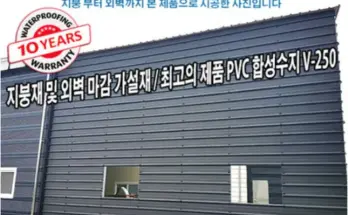 지붕 부터 외벽 까지 본 제품으로 시공한 사진입니다
WATERPROOFING
10 YEARS
WARRANTY
지붕재 및 외벽 마감 가설재 / 최고의 제품 PVC 합성수지 V-250